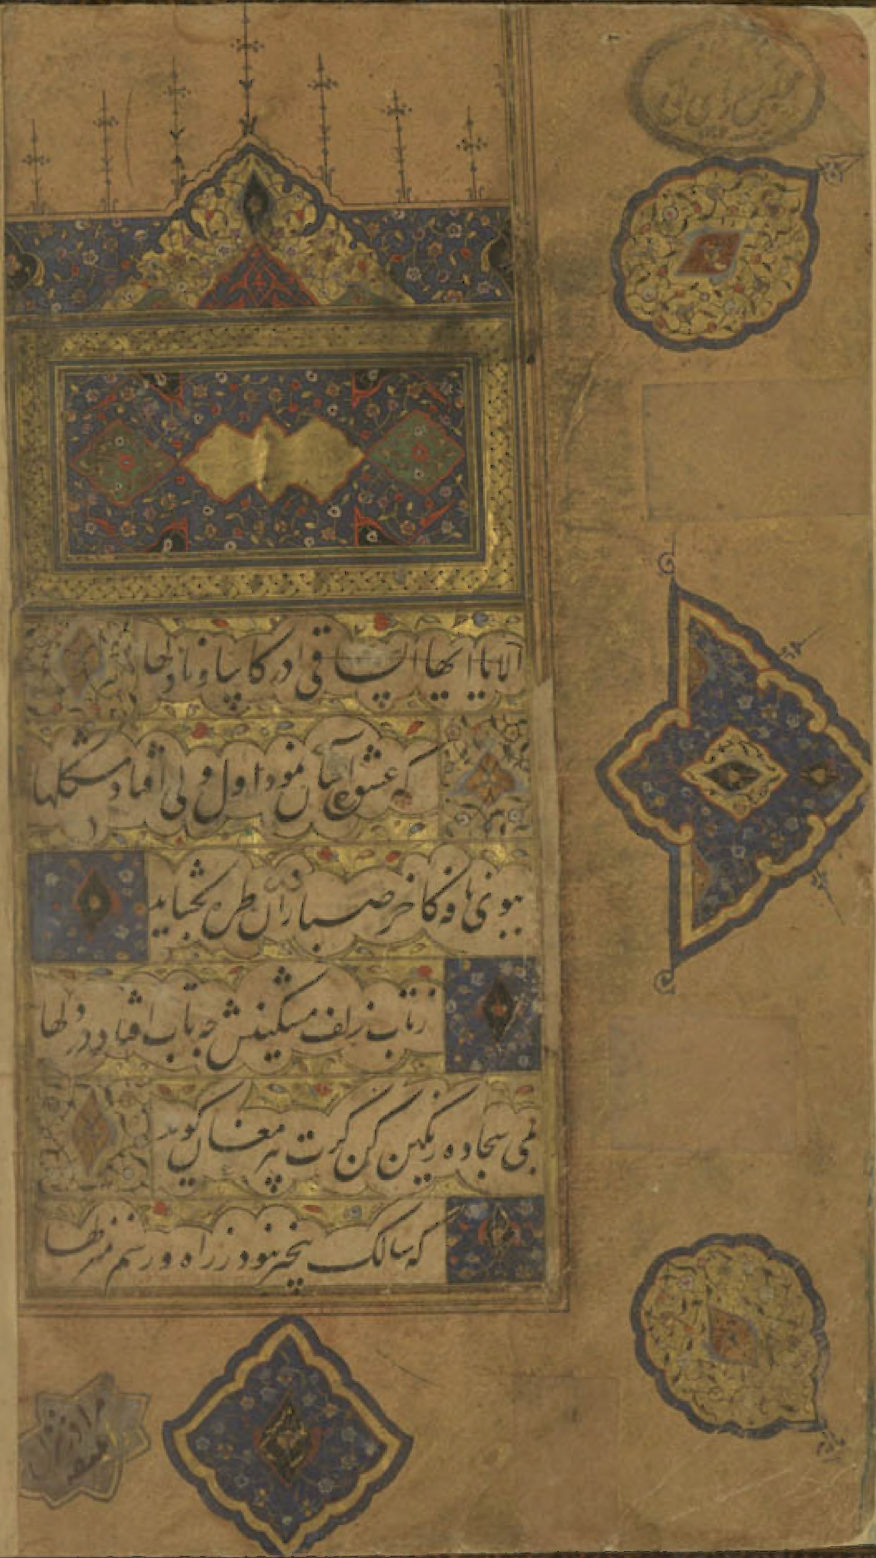 الا یا ایها الساقی ادر کاسا و ناولها
که عشق آسان نمود اول ولی افتاد مشکلها
ببوی نافه کاخر صبا زان طره بگشاید
زتاب زلف مشکینش چه تاب افتاد در دلها
بمی سجاده رنگین کن گرت پیر مغان گوید
که سالک بیخبر نبود ز راه و رسم منزلها